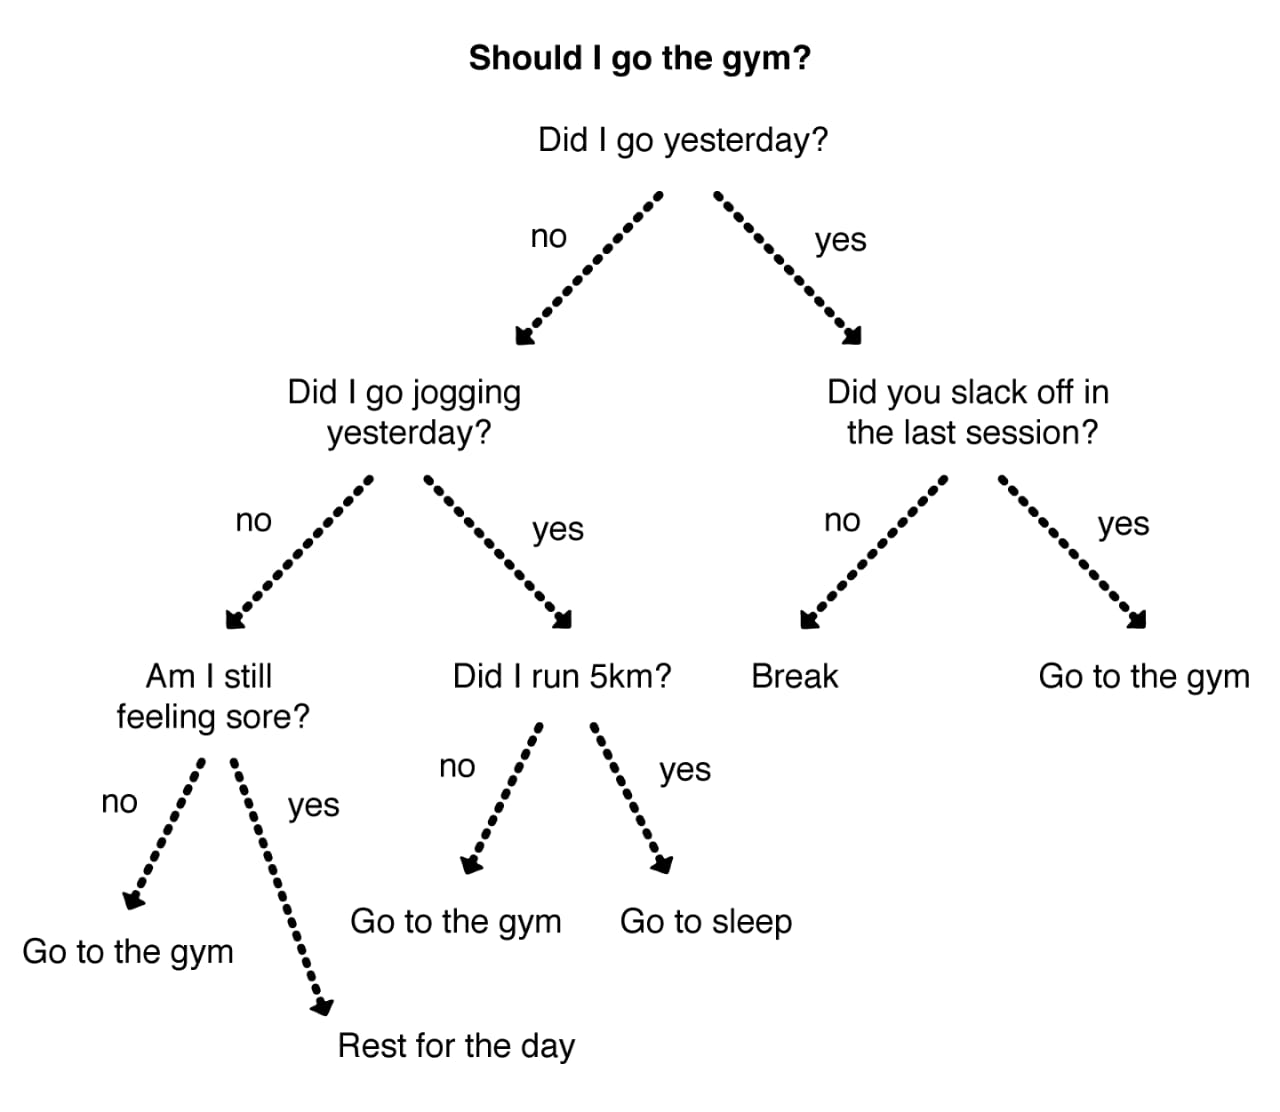 Should I go the gym?
Did I go yesterday?
no
yes
Did I go jogging
yesterday?
Did you slack off in
the last session?
no
yes
no
yes
Am I still
feeling sore?
Did I run 5km?
Break
Go to the gym
no
yes
no
yes
Go to the gym
Rest for the day
Go to the gym
Go to sleep